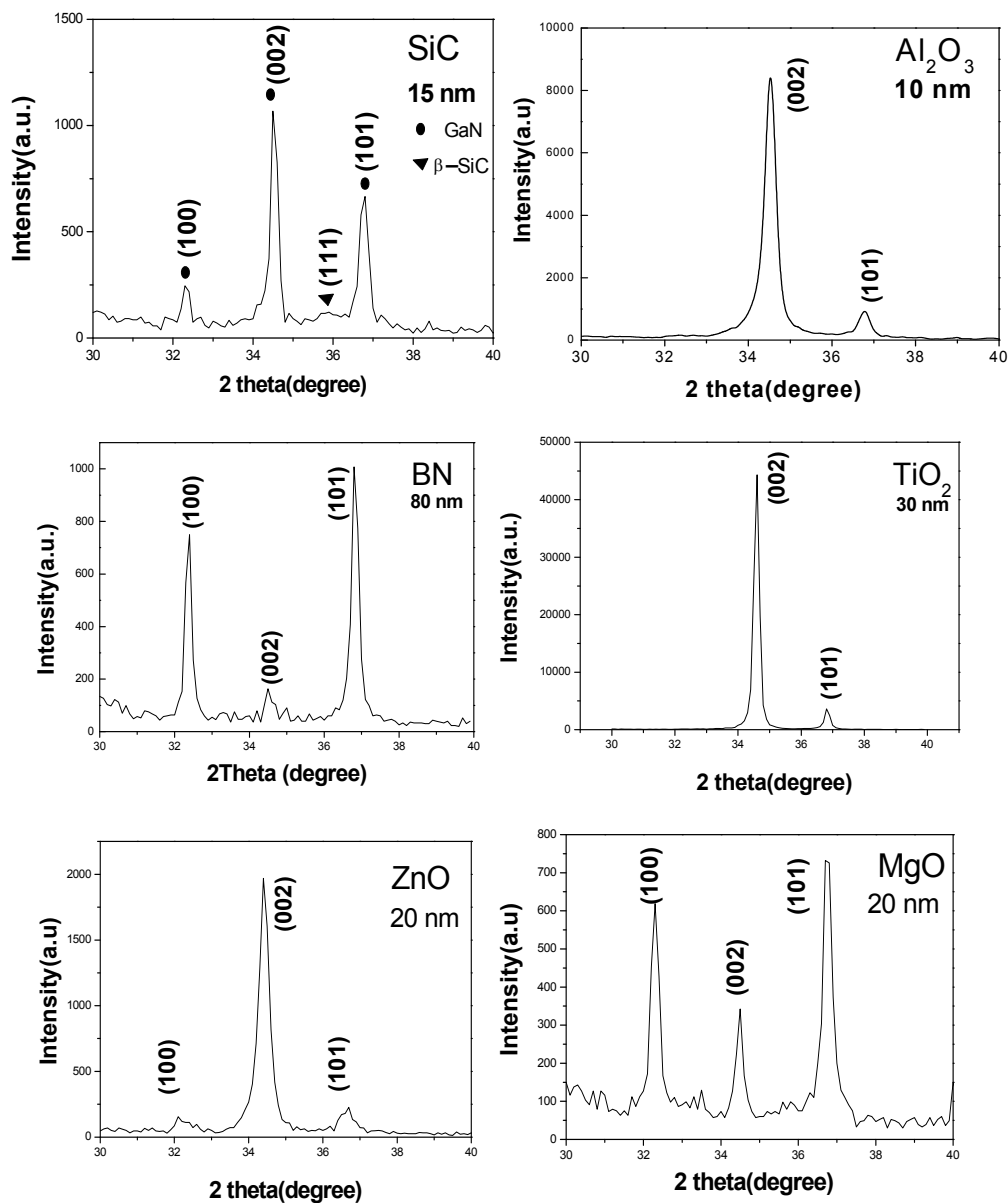 SiC
15 nm
GaN
β–SiC
(100)
(002)
(111)
(101)
Intensity(a.u.)
1500
1000
500
0
30 32 34 36 38 40
2 theta(degree)
Al₂O₃
10 nm
(002)
(101)
Intensity(a.u)
10000
8000
6000
4000
2000
0
30 32 34 36 38 40
2 theta(degree)
BN
80 nm
(100)
(002)
(101)
Intensity(a.u.)
1000
800
600
400
200
0
30 32 34 36 38 40
2Theta (degree)
TiO₂
30 nm
(002)
(101)
Intensity(a.u.)
50000
40000
30000
20000
10000
0
30 32 34 36 38 40
2 theta(degree)
ZnO
20 nm
(100)
(002)
(101)
Intensity(a.u)
2000
1500
1000
500
0
30 32 34 36 38 40
2 theta(degree)
MgO
20 nm
(100)
(002)
(101)
Intensity(a.u)
800
700
600
500
400
300
200
100
0
30 32 34 36 38 40
2 theta(degree)